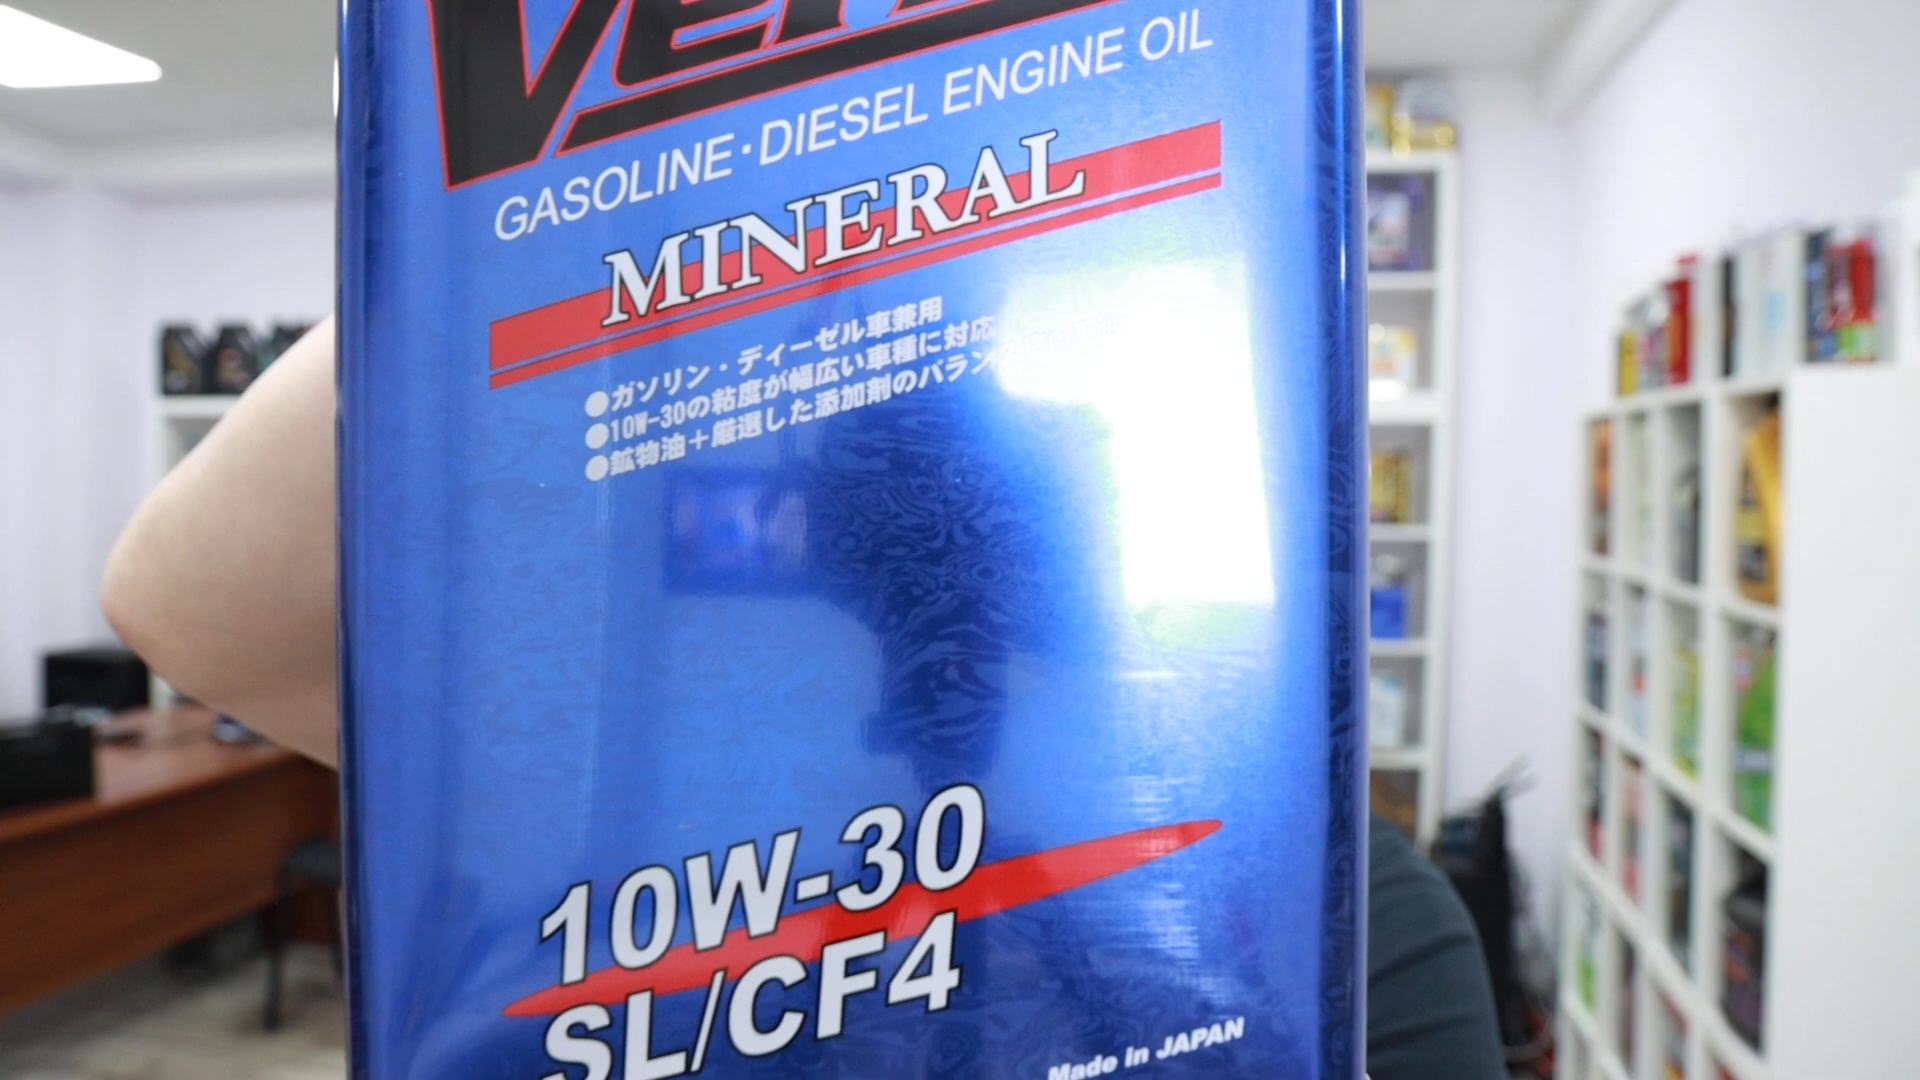 GASOLINE・DIESEL ENGINE OIL
MINERAL
●ガソリン・ディーゼル車兼用
●10W-30の粘度が幅広い車種に対応
●鉱物油+厳選した添加剤のバラン
10W-30
SL/CF4
Made in JAPAN